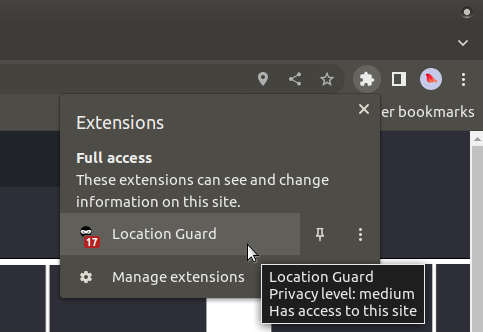 er bookmarks
Extensions
Full access
These extensions can see and change
information on this site.
17
Location Guard
Manage extensions
Location Guard
Privacy level: medium
Has access to this site